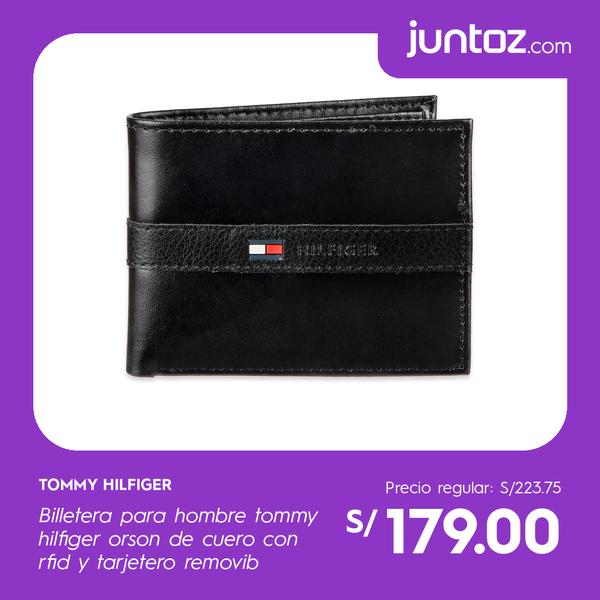 juntoz.com
HILFIGER
TOMMY HILFIGER
Billetera para hombre tommy
hilfiger orson de cuero con
rfid y tarjetero removib
Precio regular: S/223.75
S/179.00